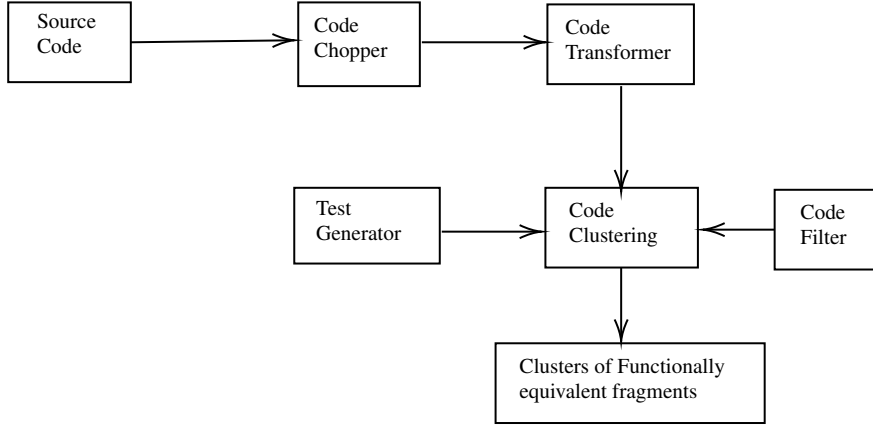 Source
Code
Code
Chopper
Code
Transformer
Test
Generator
Code
Clustering
Code
Filter
Clusters of Functionally
equivalent fragments